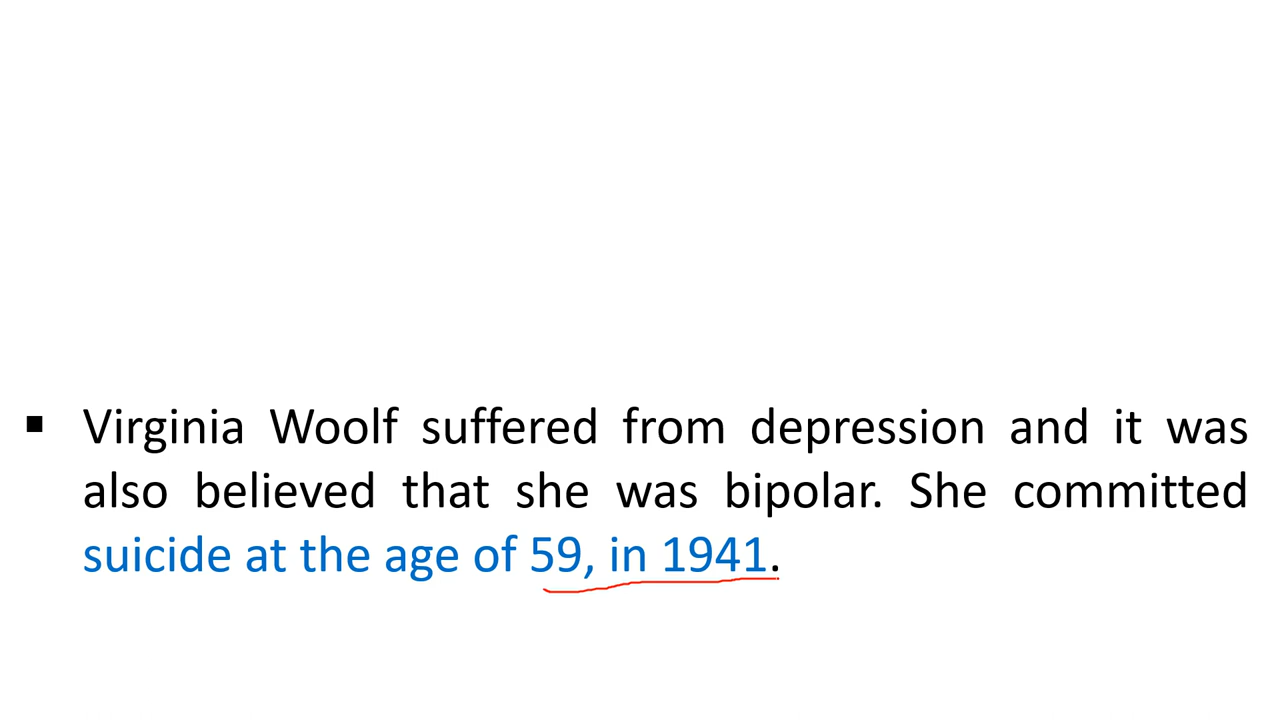 ▪ Virginia Woolf suffered from depression and it was
also believed that she was bipolar. She committed
suicide at the age of 59, in 1941.